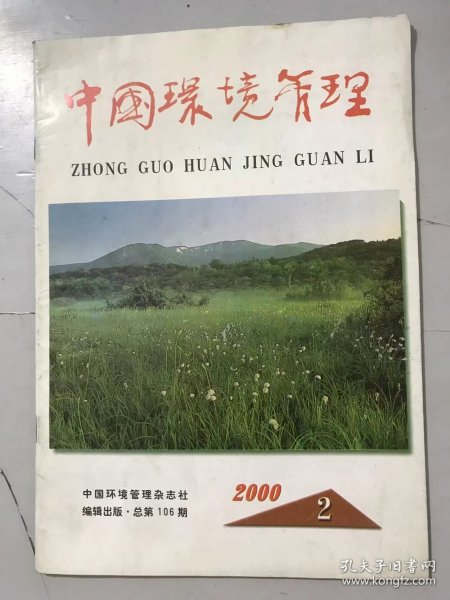 中國環境管理
ZHONG GUO HUAN JING GUAN LI
中国环境管理杂志社
编辑出版·总第106期
2000
2
孔夫子旧书网
www.kongfz.com